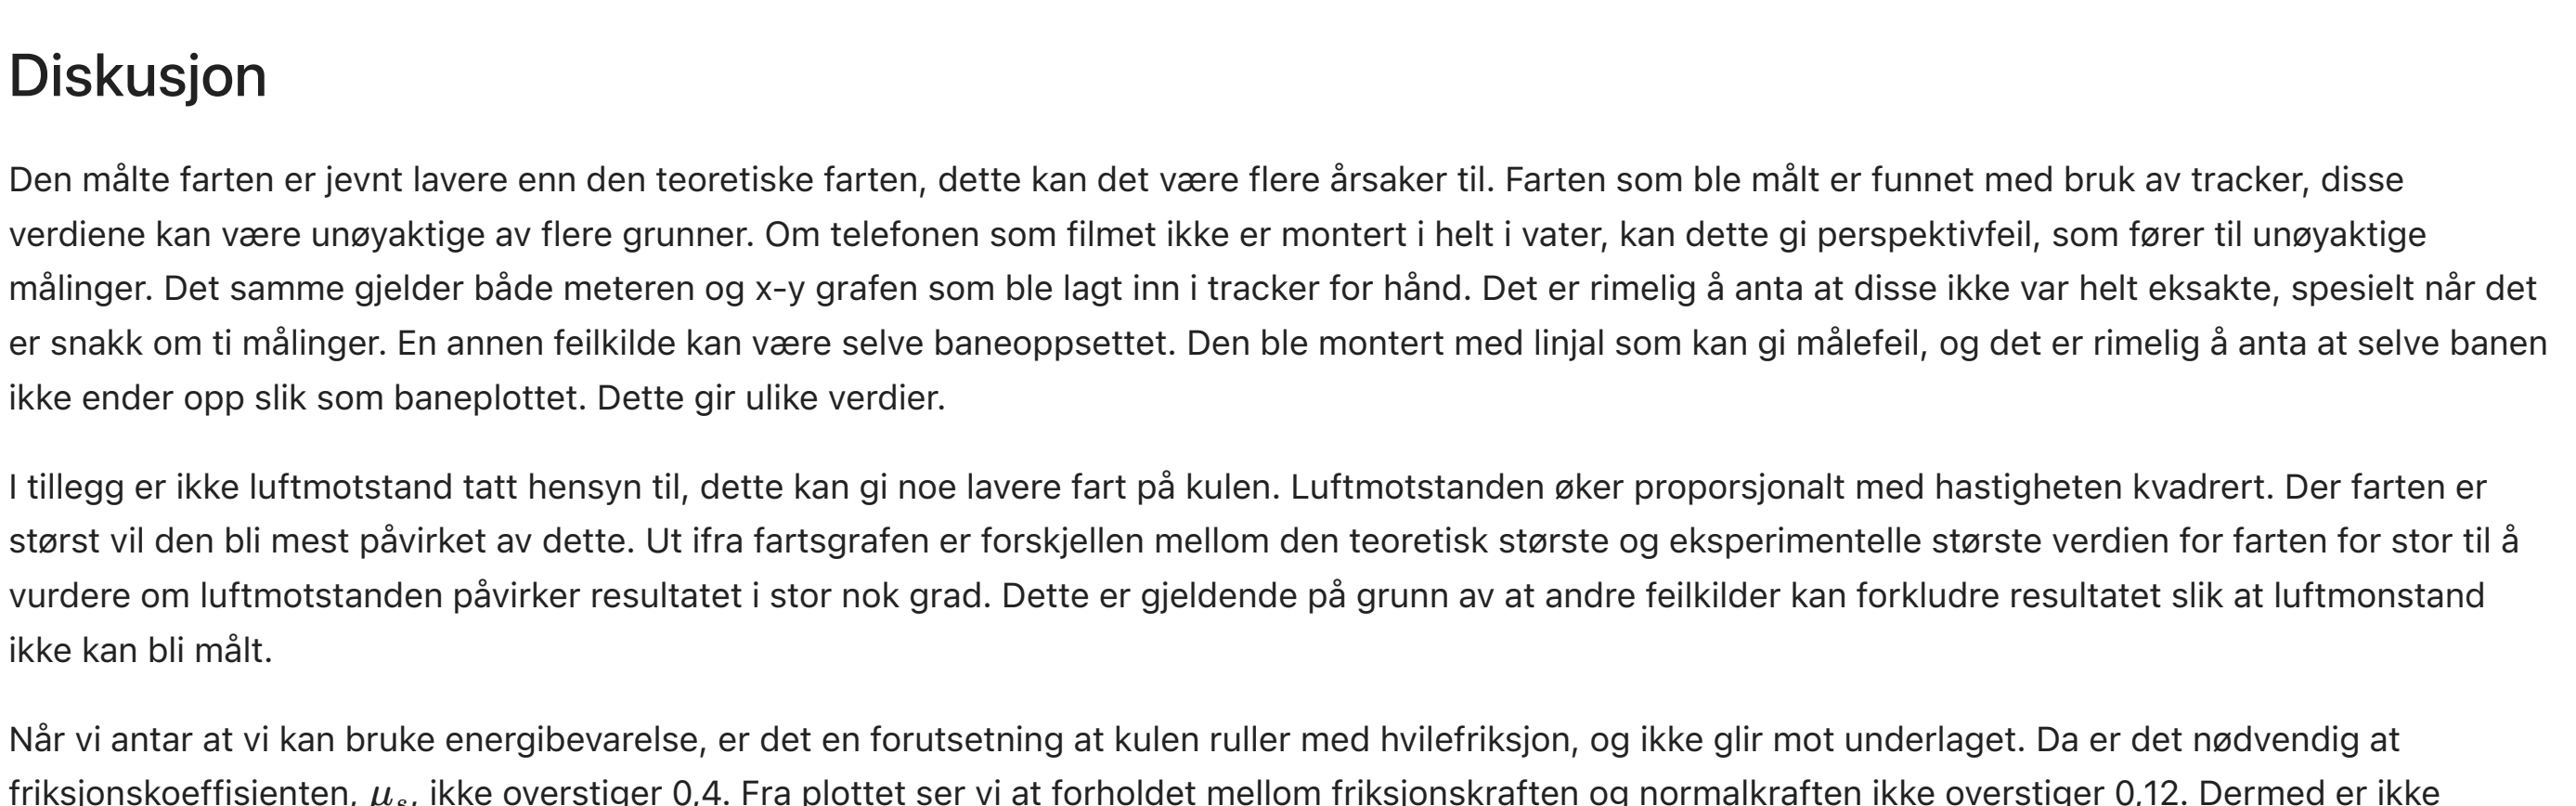 Diskusjon
Den målte farten er jevnt lavere enn den teoretiske farten, dette kan det være flere årsaker til. Farten som ble målt er funnet med bruk av tracker, disse
verdiene kan være unøyaktige av flere grunner. Om telefonen som filmet ikke er montert i helt i vater, kan dette gi perspektivfeil, som fører til unøyaktige
målinger. Det samme gjelder både meteren og x-y grafen som ble lagt inn i tracker for hånd. Det er rimelig å anta at disse ikke var helt eksakte, spesielt når det
er snakk om ti målinger. En annen feilkilde kan være selve baneoppsettet. Den ble montert med linjal som kan gi målefeil, og det er rimelig å anta at selve banen
ikke ender opp slik som baneplottet. Dette gir ulike verdier.
I tillegg er ikke luftmotstand tatt hensyn til, dette kan gi noe lavere fart på kulen. Luftmotstanden øker proporsjonalt med hastigheten kvadrert. Der farten er
størst vil den bli mest påvirket av dette. Ut ifra fartsgrafen er forskjellen mellom den teoretisk største og eksperimentelle største verdien for farten for stor til å
vurdere om luftmotstanden påvirker resultatet i stor nok grad. Dette er gjeldende på grunn av at andre feilkilder kan forkludre resultatet slik at luftmonstand
ikke kan bli målt.
Når vi antar at vi kan bruke energibevarelse, er det en forutsetning at kulen ruller med hvilefriksjon, og ikke glir mot underlaget. Da er det nødvendig at
friksjonskoeffisienten, μₛ, ikke overstiger 0,4. Fra plottet ser vi at forholdet mellom friksjonskraften og normalkraften ikke overstiger 0,12. Dermed er ikke